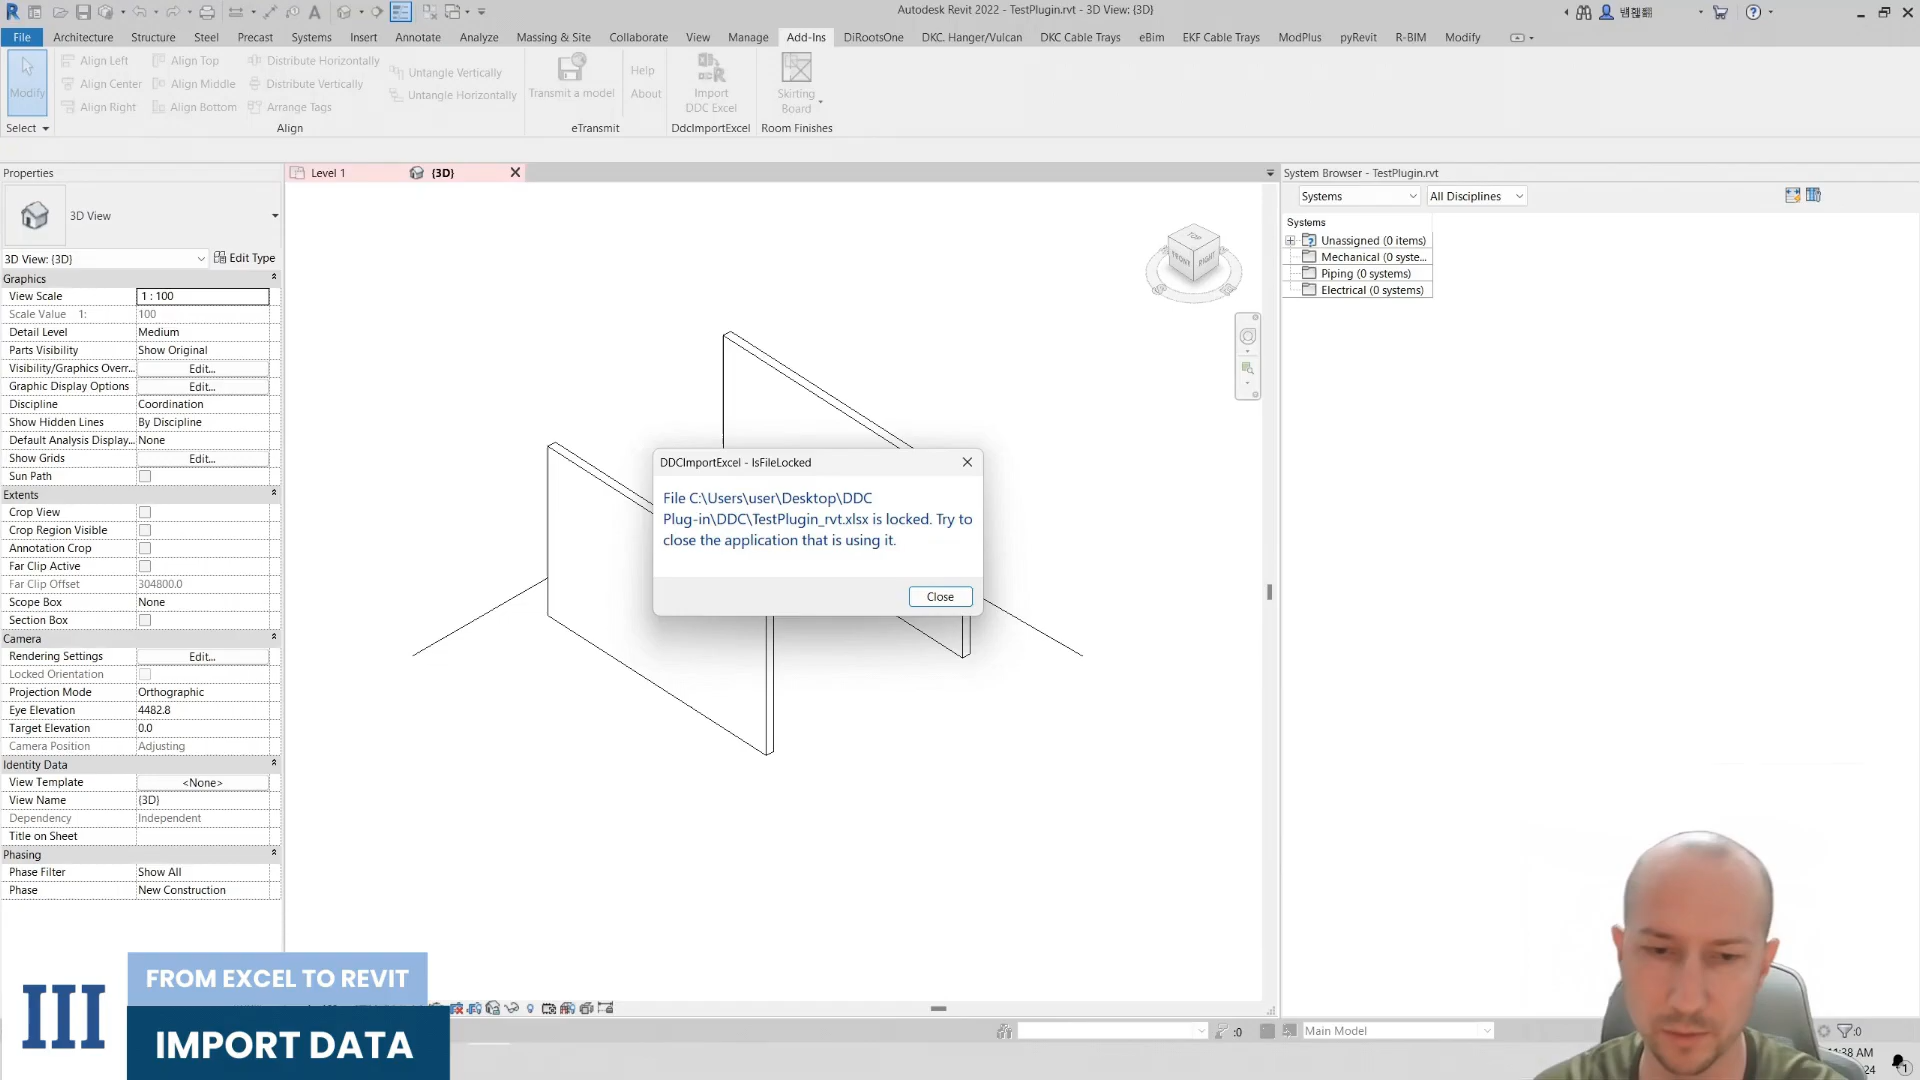 Autodesk Revit 2022 - TestPlugin.rvt - 3D View: {3D}
File Architecture Structure Steel Precast Systems Insert Annotate Analyze Massing & Site Collaborate View Manage Add-Ins DiRootsOne DKC. Hanger/Vulcan DKC Cable Trays eBim EKF Cable Trays ModPlus pyRevit R-BIM Modify
Modify
Select
Align Left Align Top Distribute Horizontally
Align Center Align Middle Distribute Vertically
Align Right Align Bottom Arrange Tags
Untangle Vertically
Untangle Horizontally
Align
Transmit a model
Help
About
eTransmit
Import
DDC Excel
DdcImportExcel
Skirting
Board
Room Finishes
Properties
3D View
3D View: {3D} Edit Type
Graphics
View Scale 1 : 100
Scale Value 1: 100
Detail Level Medium
Parts Visibility Show Original
Visibility/Graphics Overr... Edit...
Graphic Display Options Edit...
Discipline Coordination
Show Hidden Lines By Discipline
Default Analysis Display... None
Show Grids Edit...
Sun Path
Extents
Crop View
Crop Region Visible
Annotation Crop
Far Clip Active
Far Clip Offset 304800.0
Scope Box None
Section Box
Camera
Rendering Settings Edit...
Locked Orientation
Projection Mode Orthographic
Eye Elevation 4482.8
Target Elevation 0.0
Camera Position Adjusting
Identity Data
View Template <None>
View Name {3D}
Dependency Independent
Title on Sheet
Phasing
Phase Filter Show All
Phase New Construction
Level 1 {3D}
TOP
FRONT RIGHT
DDCImportExcel - IsFileLocked
File C:\Users\user\Desktop\DDC
Plug-in\DDC\TestPlugin_rvt.xlsx is locked. Try to
close the application that is using it.
Close
System Browser - TestPlugin.rvt
Systems All Disciplines
Systems
Unassigned (0 items)
Mechanical (0 syste...
Piping (0 systems)
Electrical (0 systems)
:0 Main Model :0
:38 AM
24
III
FROM EXCEL TO REVIT
IMPORT DATA